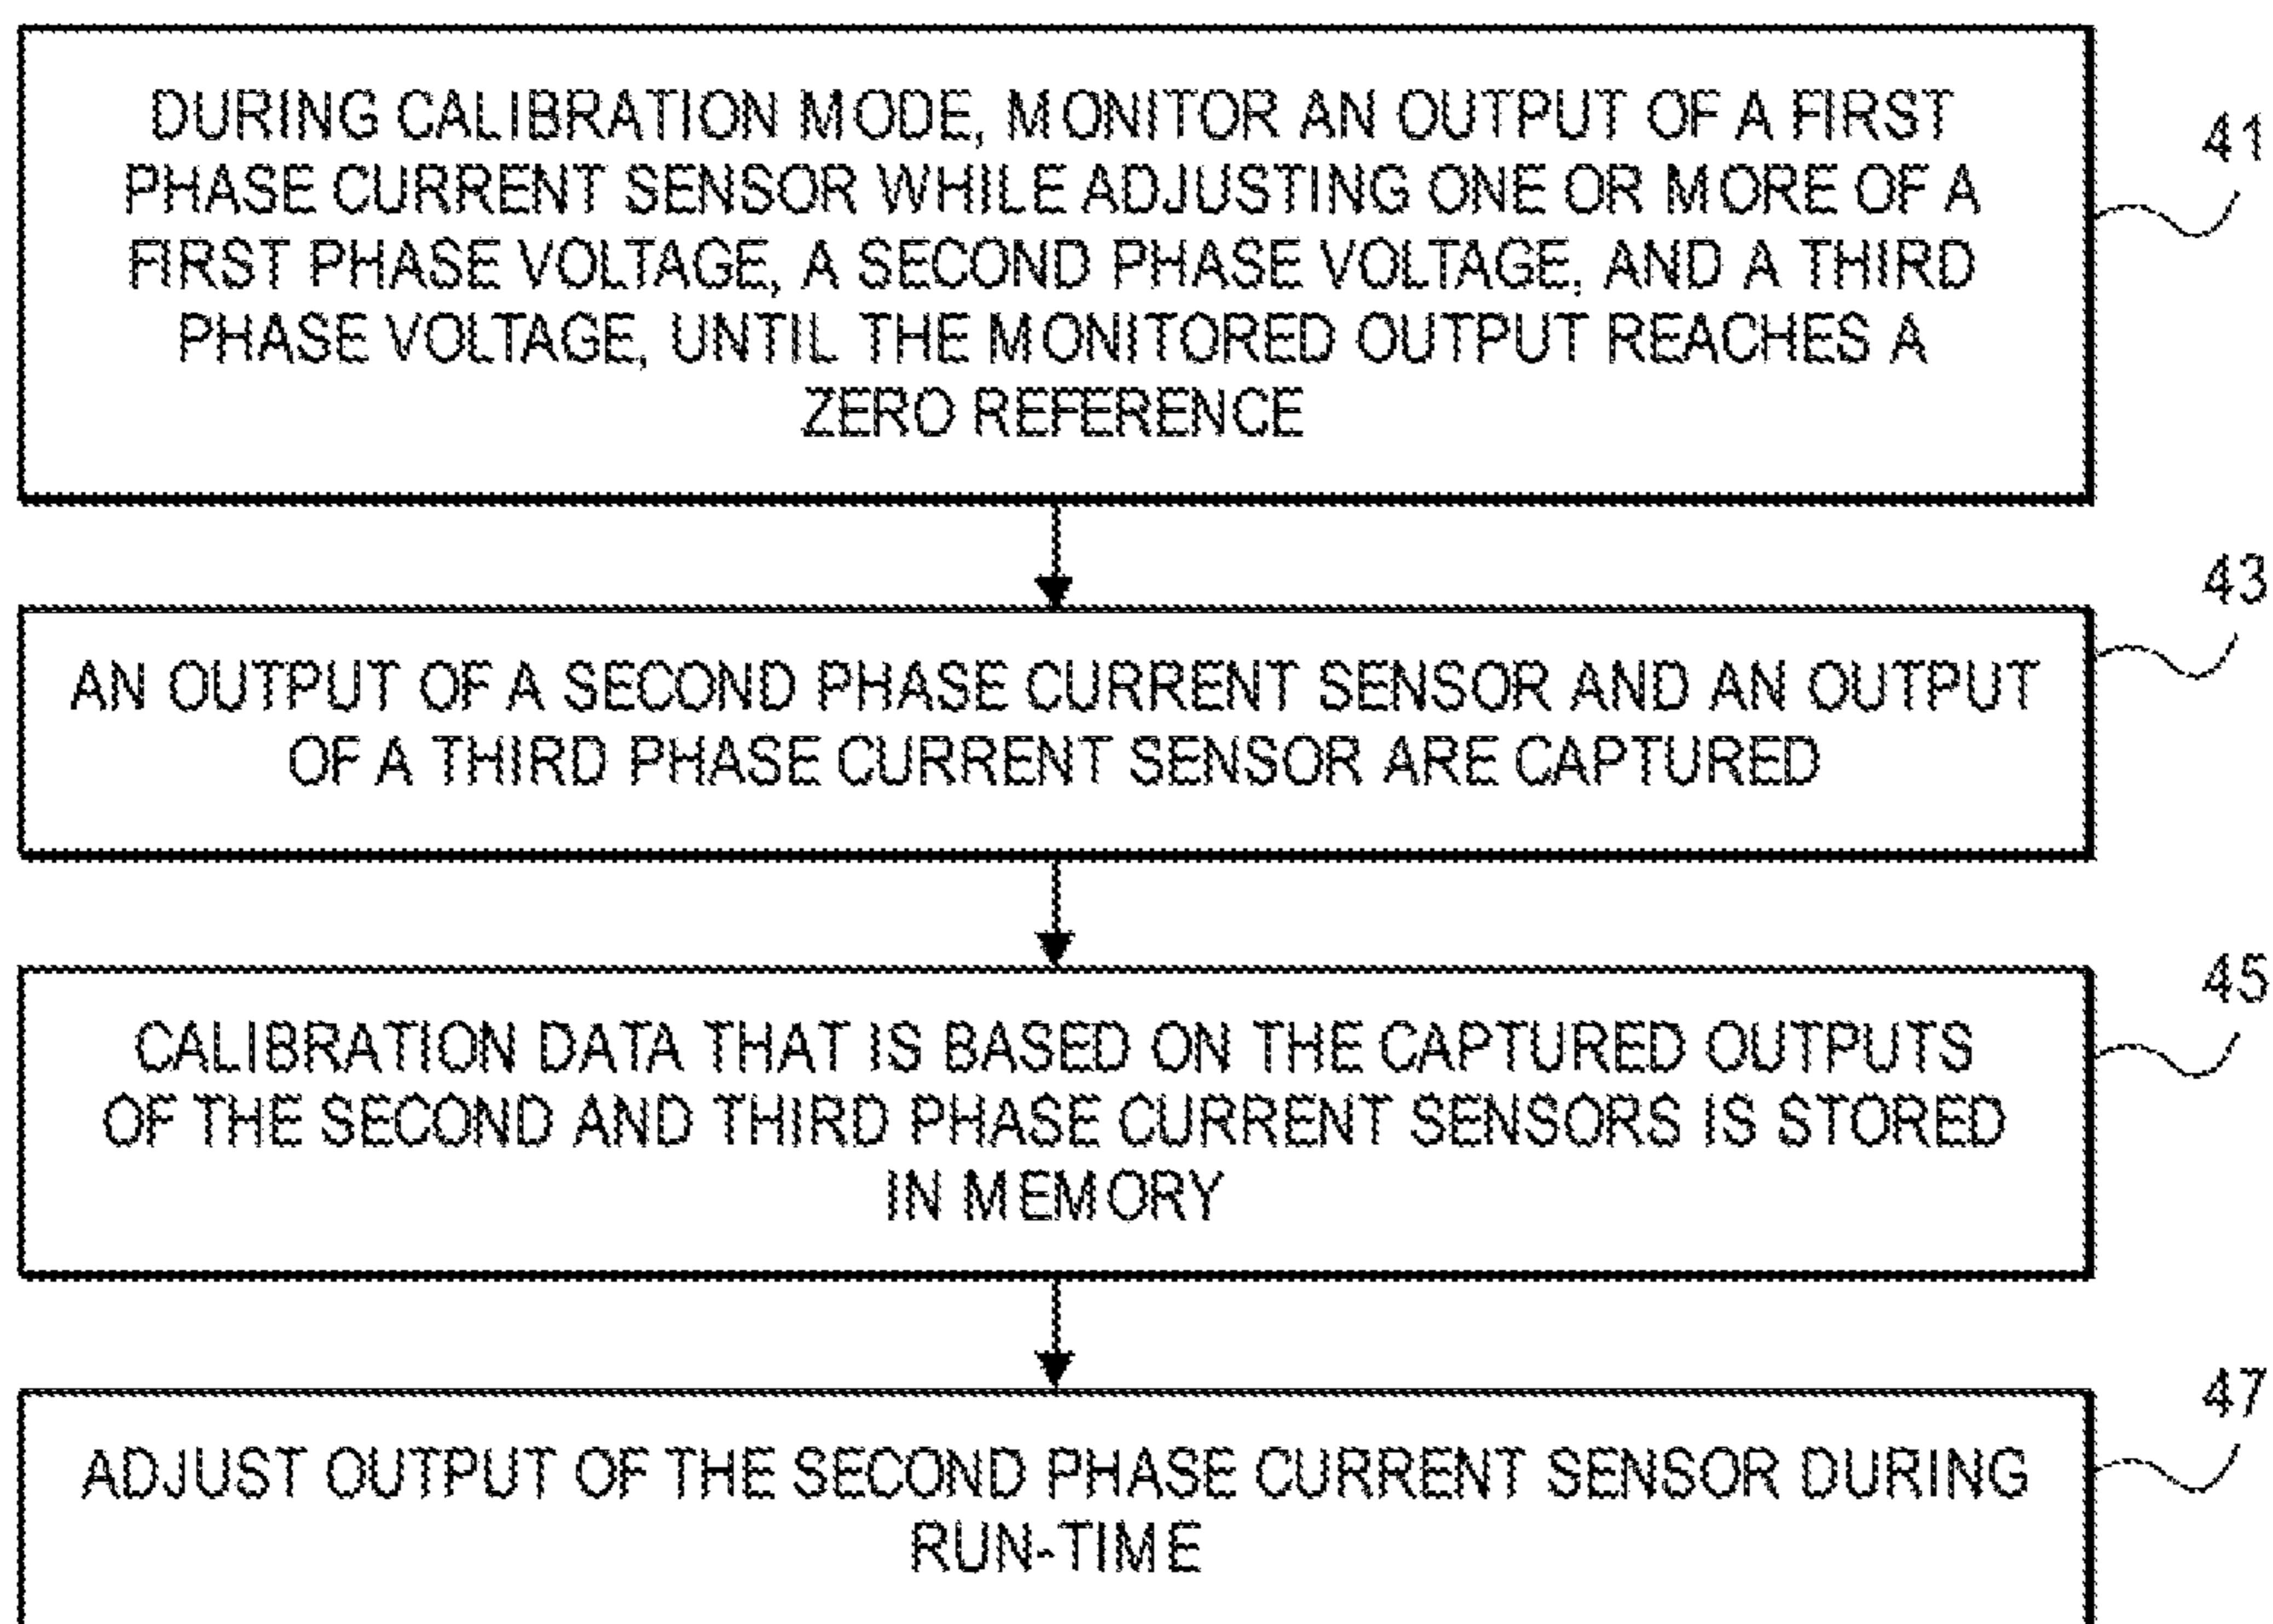 DURING CALIBRATION MODE, MONITOR AN OUTPUT OF A FIRST
PHASE CURRENT SENSOR WHILE ADJUSTING ONE OR MORE OF A
FIRST PHASE VOLTAGE, A SECOND PHASE VOLTAGE, AND A THIRD
PHASE VOLTAGE, UNTIL THE MONITORED OUTPUT REACHES A
ZERO REFERENCE
41
AN OUTPUT OF A SECOND PHASE CURRENT SENSOR AND AN OUTPUT
OF A THIRD PHASE CURRENT SENSOR ARE CAPTURED
43
CALIBRATION DATA THAT IS BASED ON THE CAPTURED OUTPUTS
OF THE SECOND AND THIRD PHASE CURRENT SENSORS IS STORED
IN MEMORY
45
ADJUST OUTPUT OF THE SECOND PHASE CURRENT SENSOR DURING
RUN-TIME
47